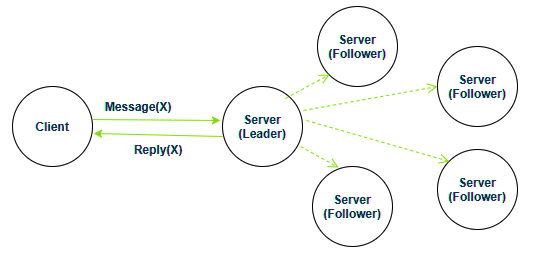 Client
Message(X)
Reply(X)
Server
(Leader)
Server
(Follower)
Server
(Follower)
Server
(Follower)
Server
(Follower)